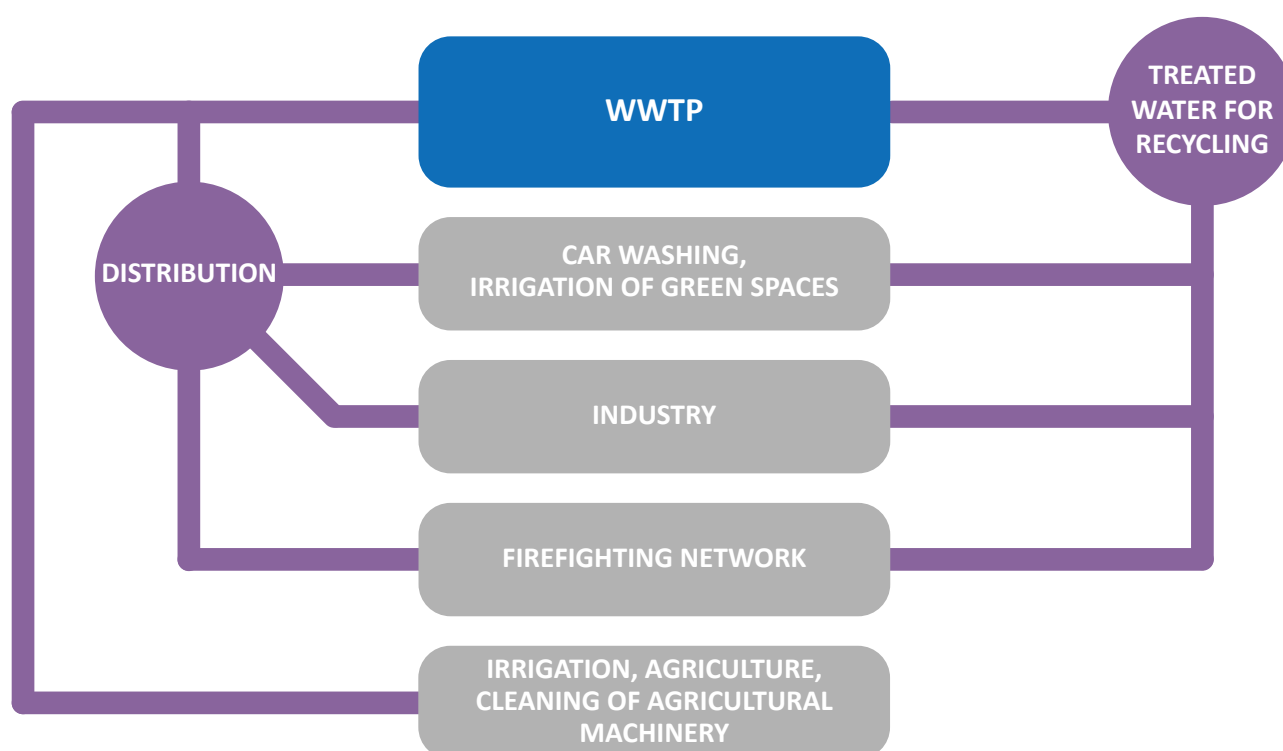 WWTP
TREATED
WATER FOR
RECYCLING
DISTRIBUTION
CAR WASHING,
IRRIGATION OF GREEN SPACES
INDUSTRY
FIREFIGHTING NETWORK
IRRIGATION, AGRICULTURE,
CLEANING OF AGRICULTURAL
MACHINERY